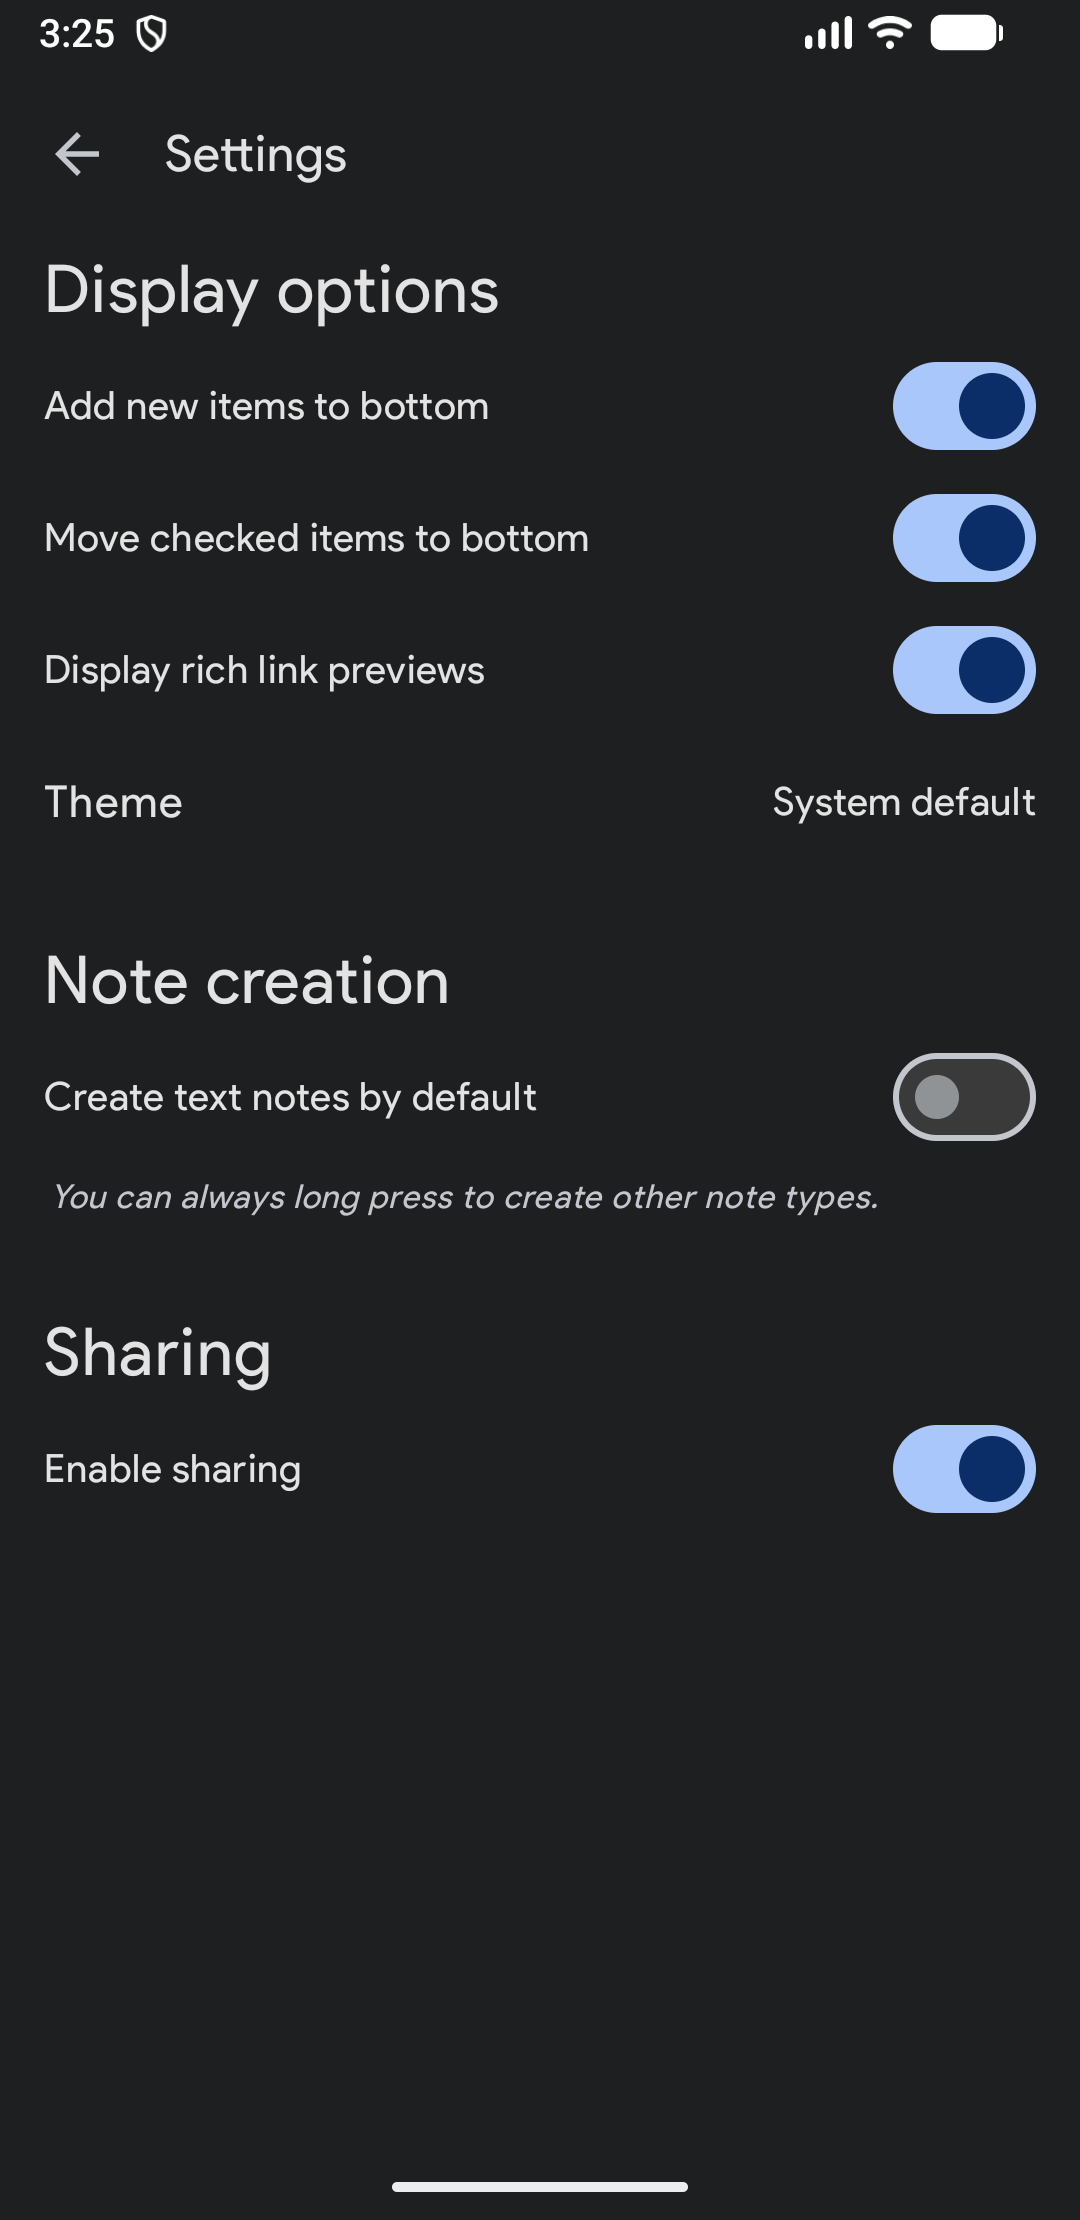 3:25
Settings
Display options
Add new items to bottom
Move checked items to bottom
Display rich link previews
Theme System default
Note creation
Create text notes by default
You can always long press to create other note types.
Sharing
Enable sharing